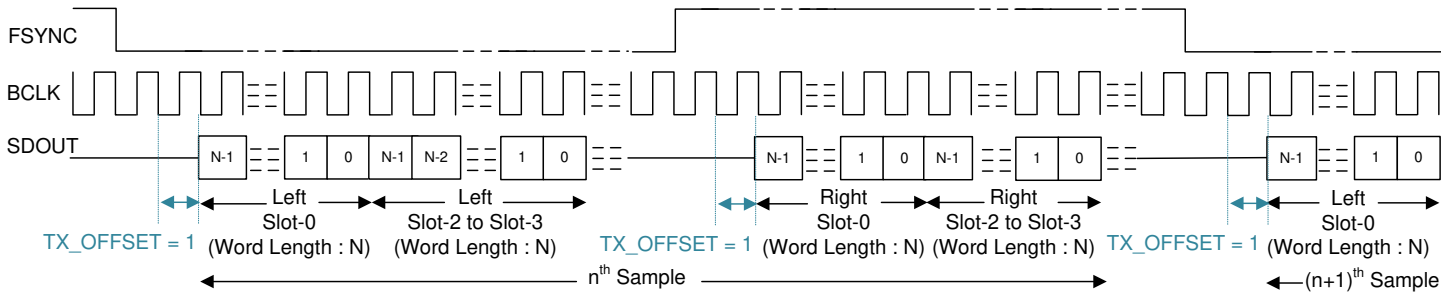 FSYNC
BCLK
SDOUT
N-1 1 0 N-1 N-2 1 0 N-1 1 0 N-1 1 0 N-1 1 0
Left Left Right Right Left
Slot-0 Slot-2 to Slot-3 Slot-0 Slot-2 to Slot-3 Slot-0
TX_OFFSET = 1 (Word Length : N) (Word Length : N) TX_OFFSET = 1 (Word Length : N) (Word Length : N) TX_OFFSET = 1 (Word Length : N)
nth Sample (n+1)th Sample